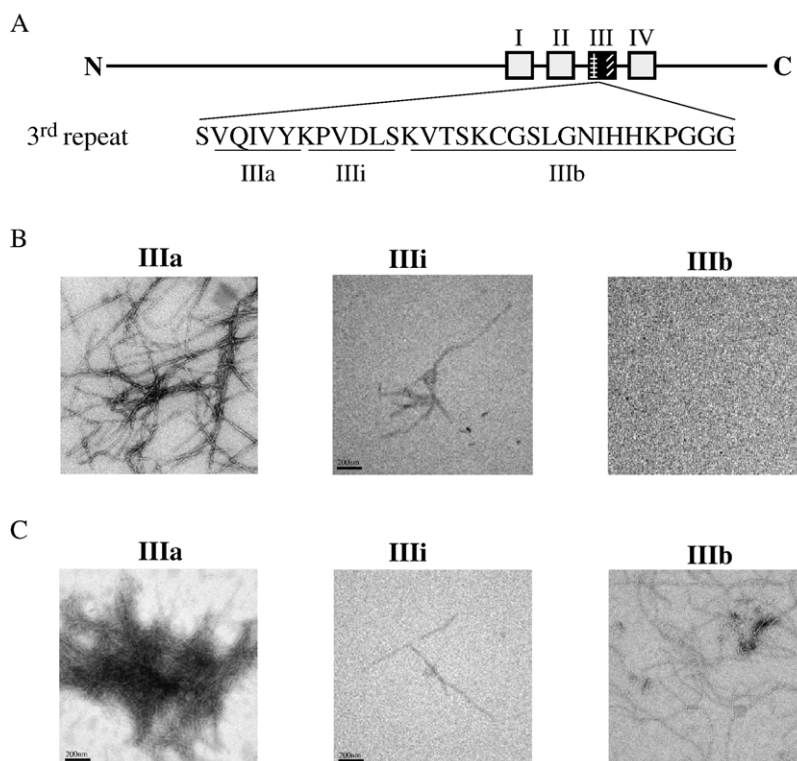 A
I II III IV
N C
3rd repeat SVQIVYKPVDLSKVTSKCGSLGNIHHKPGGG
IIIa IIIi IIIb
B
IIIa IIIi IIIb
200nm
C
IIIa IIIi IIIb
200nm 200nm